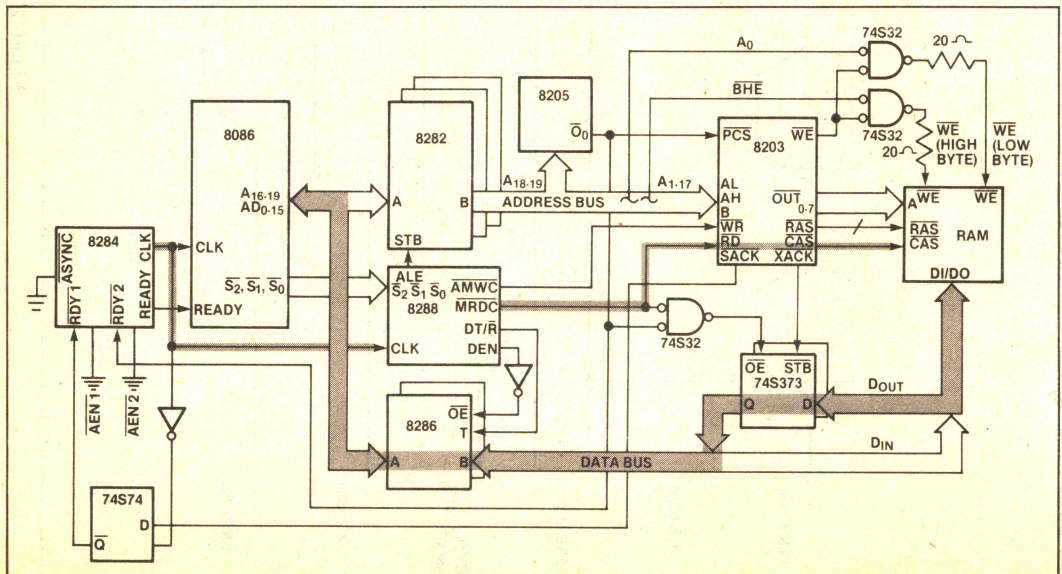 A0
74S32
20
8205
BHE
8086
8282
O0
PCS
WE
74S32
8203
20
WE
(HIGH
BYTE)
WE
(LOW
BYTE)
A16-19
AD0-15
A
B
A18-19
A1-17
ADDRESS BUS
AL
AH
B
OUT0-7
A
WE
WE
8284
ASYNC
CLK
CLK
STB
WR
RAS
RAS
RAM
RD
CAS
CAS
RDY 1
RDY 2
READY
S2, S1, S0
ALE
S2 S1 S0
8288
AMWC
SACK
XACK
DI/DO
READY
MRDC
DT/R
CLK
DEN
74S32
AEN 1
AEN 2
OE
STB
74S373
DOUT
OE
T
8286
Q
D
A
B
DATA BUS
DIN
74S74
D
Q